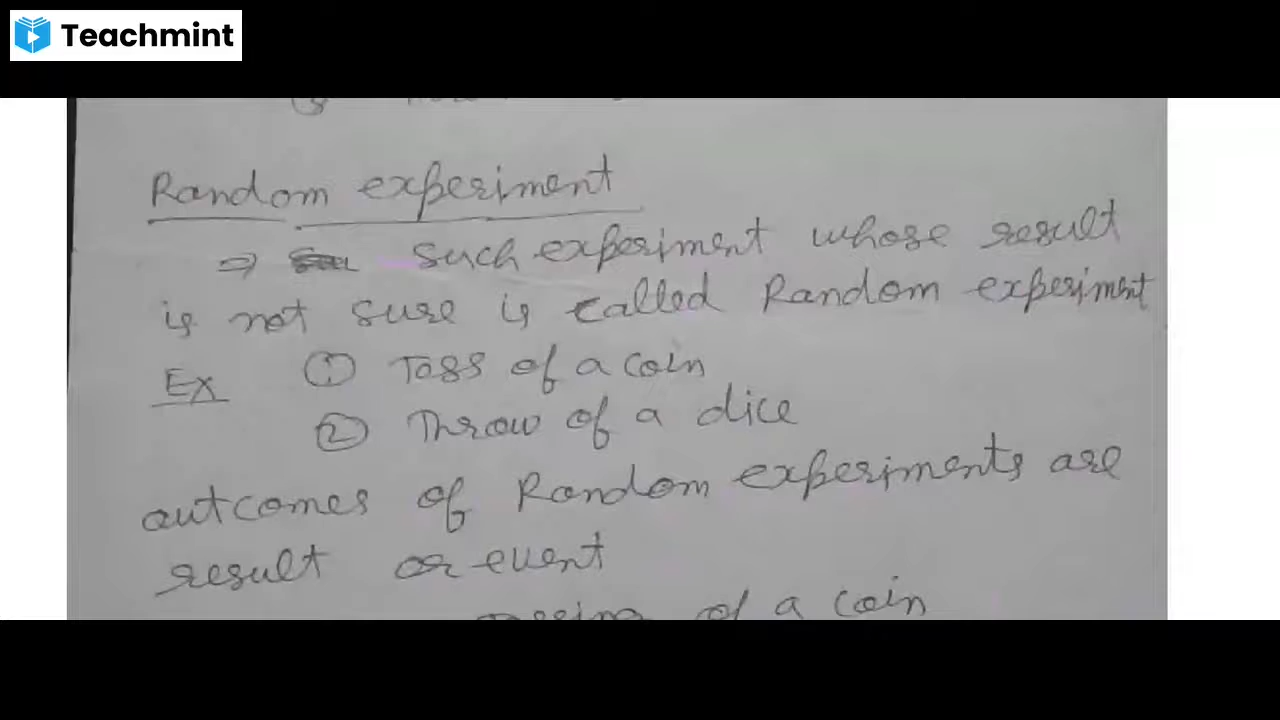 Teachmint
Random experiment
⇒ such experiment whose result
is not sure is called Random experiment
Ex ① Toss of a coin
② Throw of a dice
outcomes of Random experiments are
result or event
of a coin